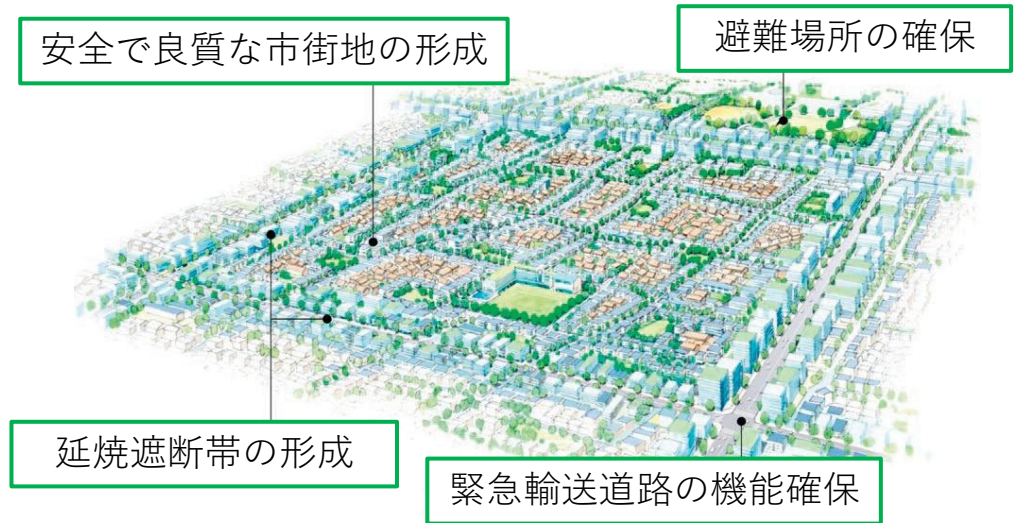 避難場所の確保
安全で良質な市街地の形成
延焼遮断帯の形成
緊急輸送道路の機能確保